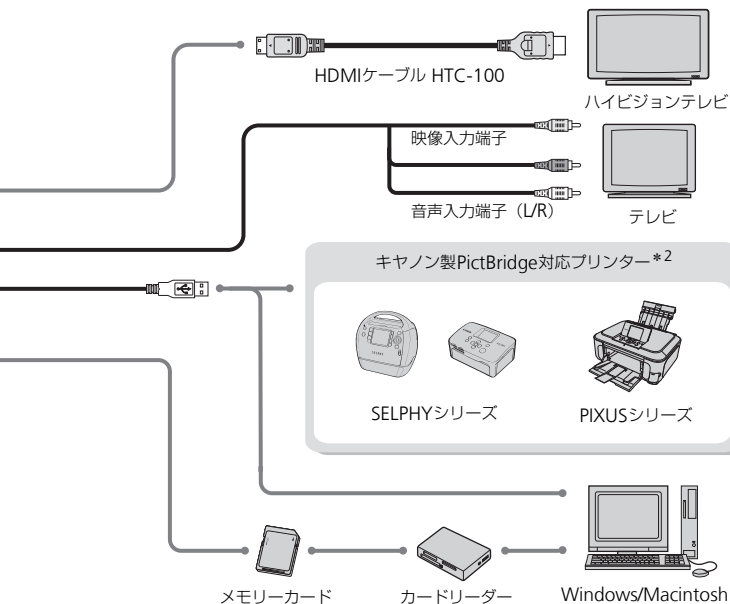 HDMIケーブル HTC-100
ハイビジョンテレビ
映像入力端子
音声入力端子（L/R）
テレビ
キヤノン製PictBridge対応プリンター*2
SELPHYシリーズ
PIXUSシリーズ
メモリーカード
カードリーダー
Windows/Macintosh